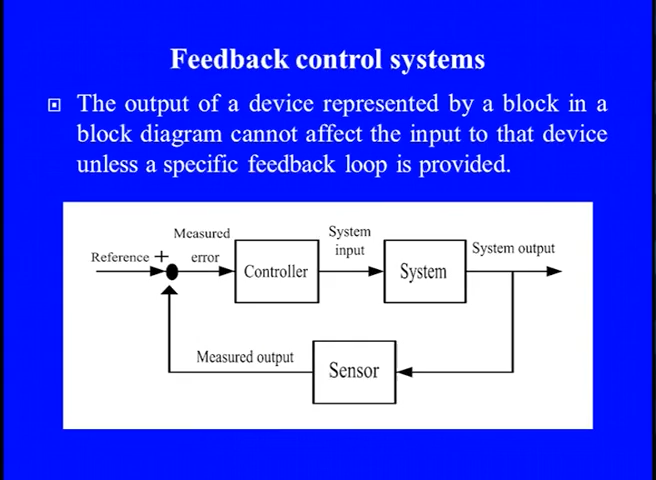 Feedback control systems
The output of a device represented by a block in a
block diagram cannot affect the input to that device
unless a specific feedback loop is provided.
Reference +
Measured
error
Controller
System
input
System
System output
Measured output
Sensor